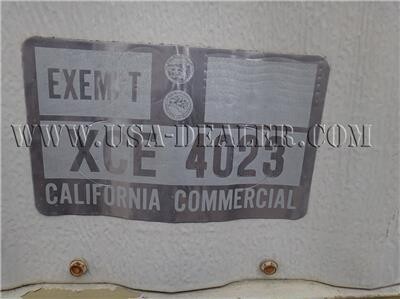 EXEMPT
WWW.USA-DEALER.COM
XCE 4023
CALIFORNIA COMMERCIAL